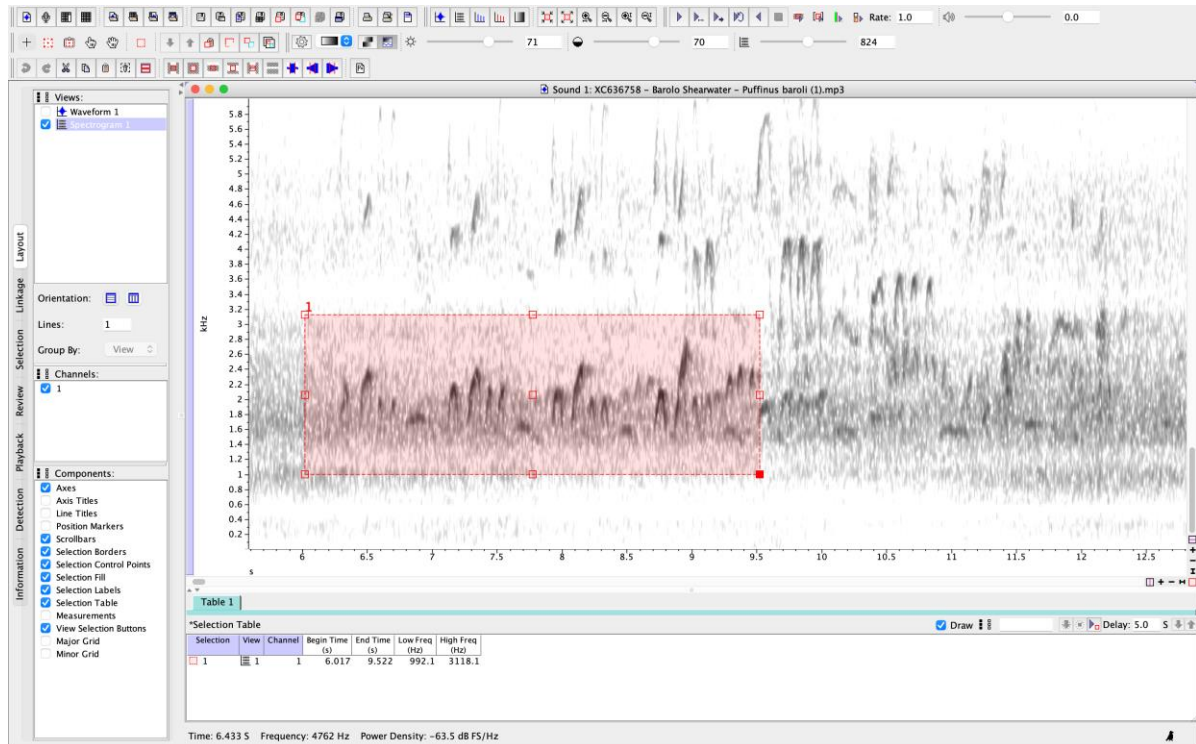 Rate: 1.0
0.0
71
70
824
Sound 1: XC636758 – Barolo Shearwater – Puffinus baroli (1).mp3
Layout
Linkage
Selection
Review
Playback
Detection
Information
Views:
Waveform 1
Spectrogram 1
Orientation:
Lines: 1
Group By: View
Channels:
1
Components:
Axes
Axis Titles
Line Titles
Position Markers
Scrollbars
Selection Borders
Selection Control Points
Selection Fill
Selection Labels
Selection Table
Measurements
View Selection Buttons
Major Grid
Minor Grid
kHz
5.8
5.6
5.4
5.2
5
4.8
4.6
4.4
4.2
4
3.8
3.6
3.4
3.2
3
2.8
2.6
2.4
2.2
2
1.8
1.6
1.4
1.2
1
0.8
0.6
0.4
0.2
1
6 6.5 7 7.5 8 8.5 9 9.5 10 10.5 11 11.5 12 12.5
s
Table 1
*Selection Table
Draw
Delay: 5.0 S
Selection View Channel Begin Time (s) End Time (s) Low Freq (Hz) High Freq (Hz)
1 1 1 6.017 9.522 992.1 3118.1
Time: 6.433 S Frequency: 4762 Hz Power Density: −63.5 dB FS/Hz